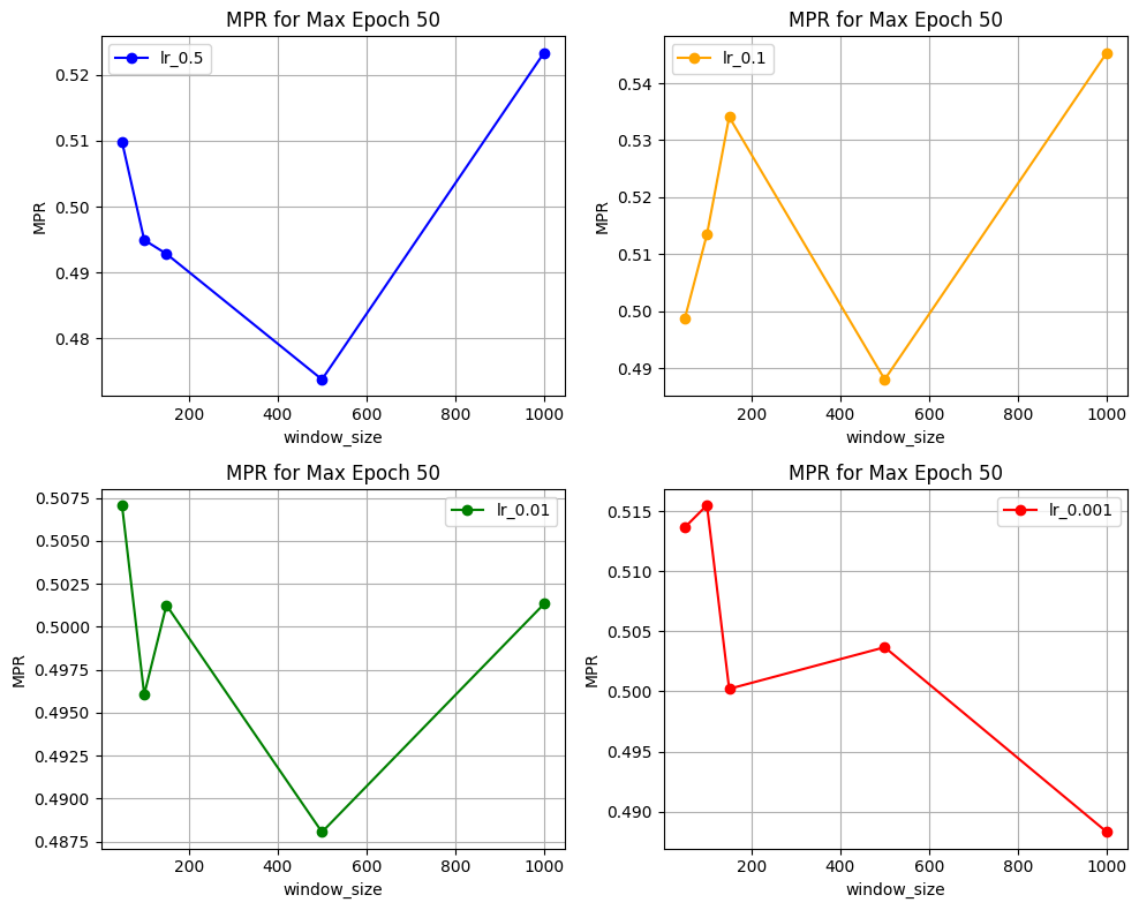 MPR for Max Epoch 50
lr_0.5
0.52
0.51
0.50
0.49
0.48
MPR
200 400 600 800 1000
window_size
MPR for Max Epoch 50
lr_0.1
0.54
0.53
0.52
0.51
0.50
0.49
MPR
200 400 600 800 1000
window_size
MPR for Max Epoch 50
lr_0.01
0.5075
0.5050
0.5025
0.5000
0.4975
0.4950
0.4925
0.4900
0.4875
MPR
200 400 600 800 1000
window_size
MPR for Max Epoch 50
lr_0.001
0.515
0.510
0.505
0.500
0.495
0.490
MPR
200 400 600 800 1000
window_size